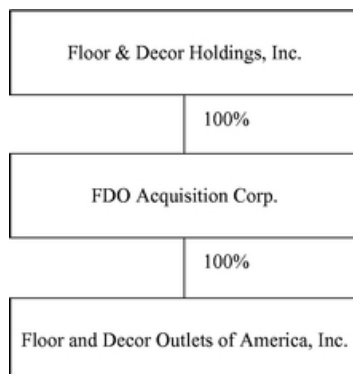 Floor & Decor Holdings, Inc.
100%
FDO Acquisition Corp.
100%
Floor and Decor Outlets of America, Inc.